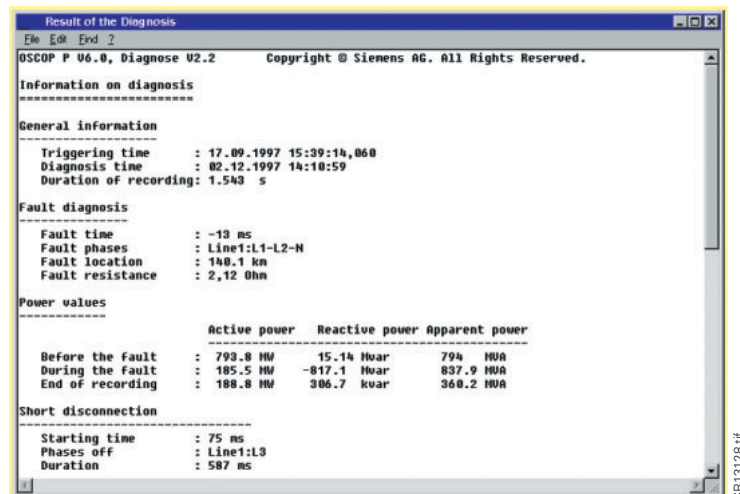 Result of the Diagnosis
File Edit Find ?
OSCOP P V6.0, Diagnose V2.2 Copyright © Siemens AG. All Rights Reserved.
Information on diagnosis
========================
General information
-------------------
Triggering time : 17.09.1997 15:39:14,060
Diagnosis time : 02.12.1997 14:10:59
Duration of recording: 1.543 s
Fault diagnosis
---------------
Fault time : -13 ms
Fault phases : Line1:L1-L2-N
Fault location : 140.1 km
Fault resistance : 2,12 Ohm
Power values
------------
Active power Reactive power Apparent power
--------------------------------------------
Before the fault : 793.8 MW 15.14 Mvar 794 MVA
During the fault : 185.5 MW -817.1 Mvar 837.9 MVA
End of recording : 188.8 MW 306.7 kvar 360.2 MVA
Short disconnection
--------------------------------
Starting time : 75 ms
Phases off : Line1:L3
Duration : 587 ms